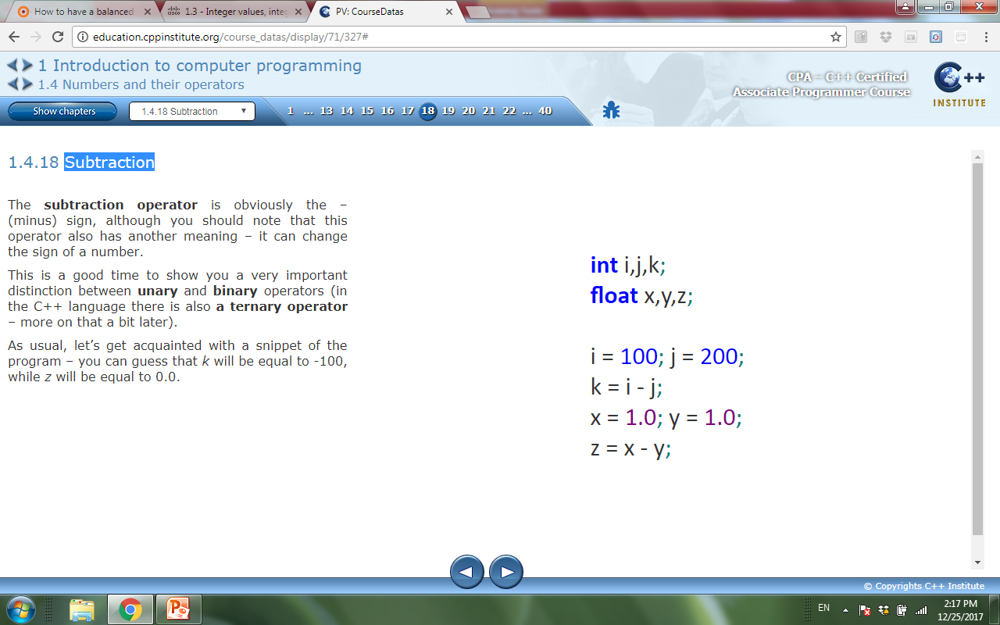 How to have a balanced
1.3 - Integer values, integ
PV: CourseDatas
education.cppinstitute.org/course_datas/display/71/327#
1 Introduction to computer programming
1.4 Numbers and their operators
CPA – C++ Certified
Associate Programmer Course
C++
INSTITUTE
Show chapters
1.4.18 Subtraction
1 ... 13 14 15 16 17 18 19 20 21 22 ... 40
1.4.18 Subtraction
The subtraction operator is obviously the –
(minus) sign, although you should note that this
operator also has another meaning – it can change
the sign of a number.
This is a good time to show you a very important
distinction between unary and binary operators (in
the C++ language there is also a ternary operator
– more on that a bit later).
As usual, let’s get acquainted with a snippet of the
program – you can guess that k will be equal to -100,
while z will be equal to 0.0.
int i,j,k;
float x,y,z;
i = 100; j = 200;
k = i - j;
x = 1.0; y = 1.0;
z = x - y;
© Copyrights C++ Institute
EN
2:17 PM
12/25/2017